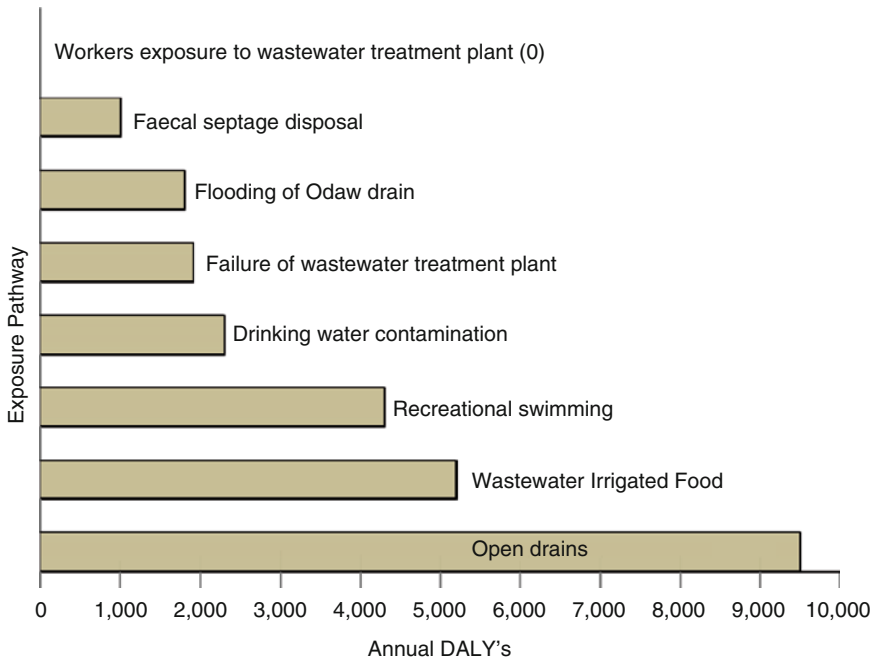 Workers exposure to wastewater treatment plant (0)
Faecal septage disposal
Flooding of Odaw drain
Failure of wastewater treatment plant
Drinking water contamination
Recreational swimming
Wastewater Irrigated Food
Open drains
Exposure Pathway
0 1,000 2,000 3,000 4,000 5,000 6,000 7,000 8,000 9,000 10,000
Annual DALY's